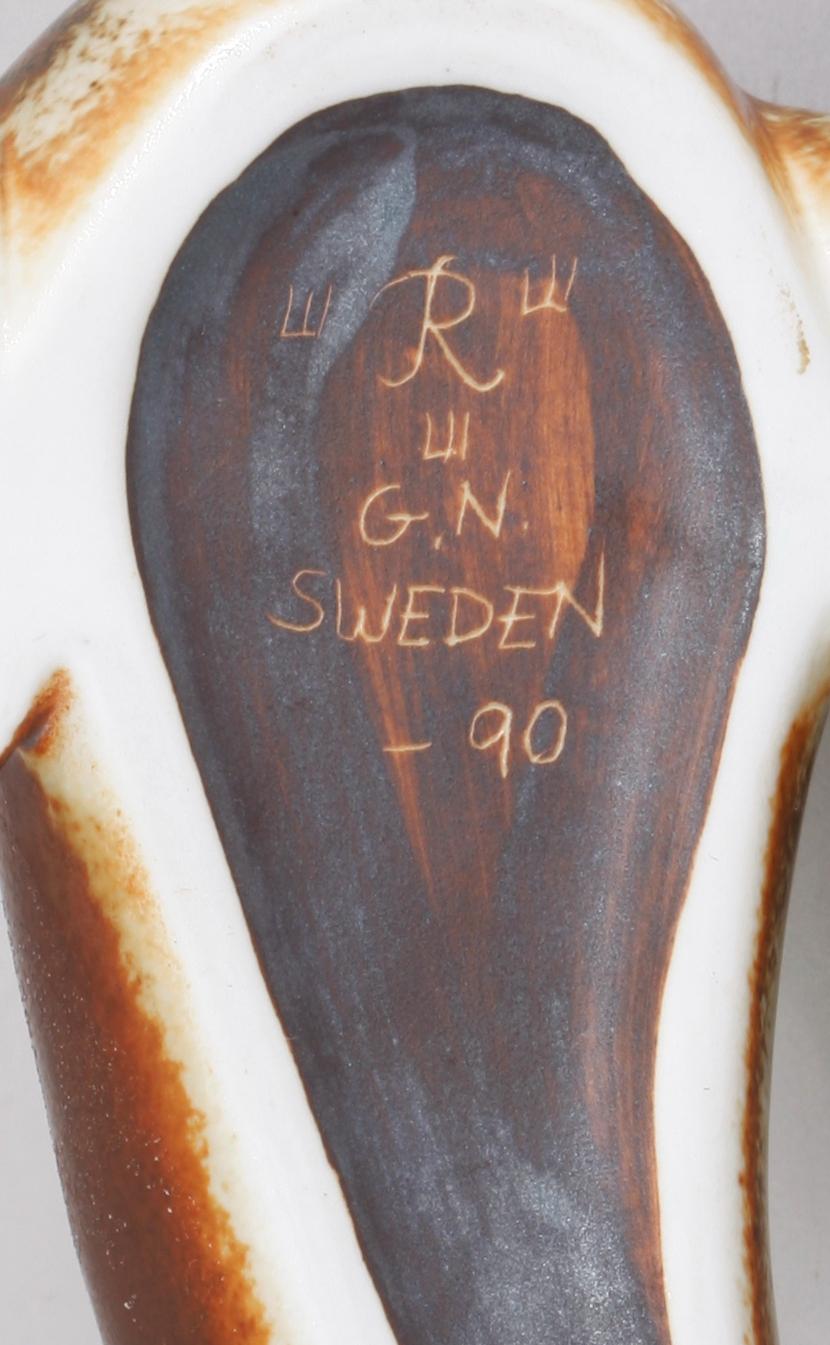 R
G.N.
SWEDEN
- 90